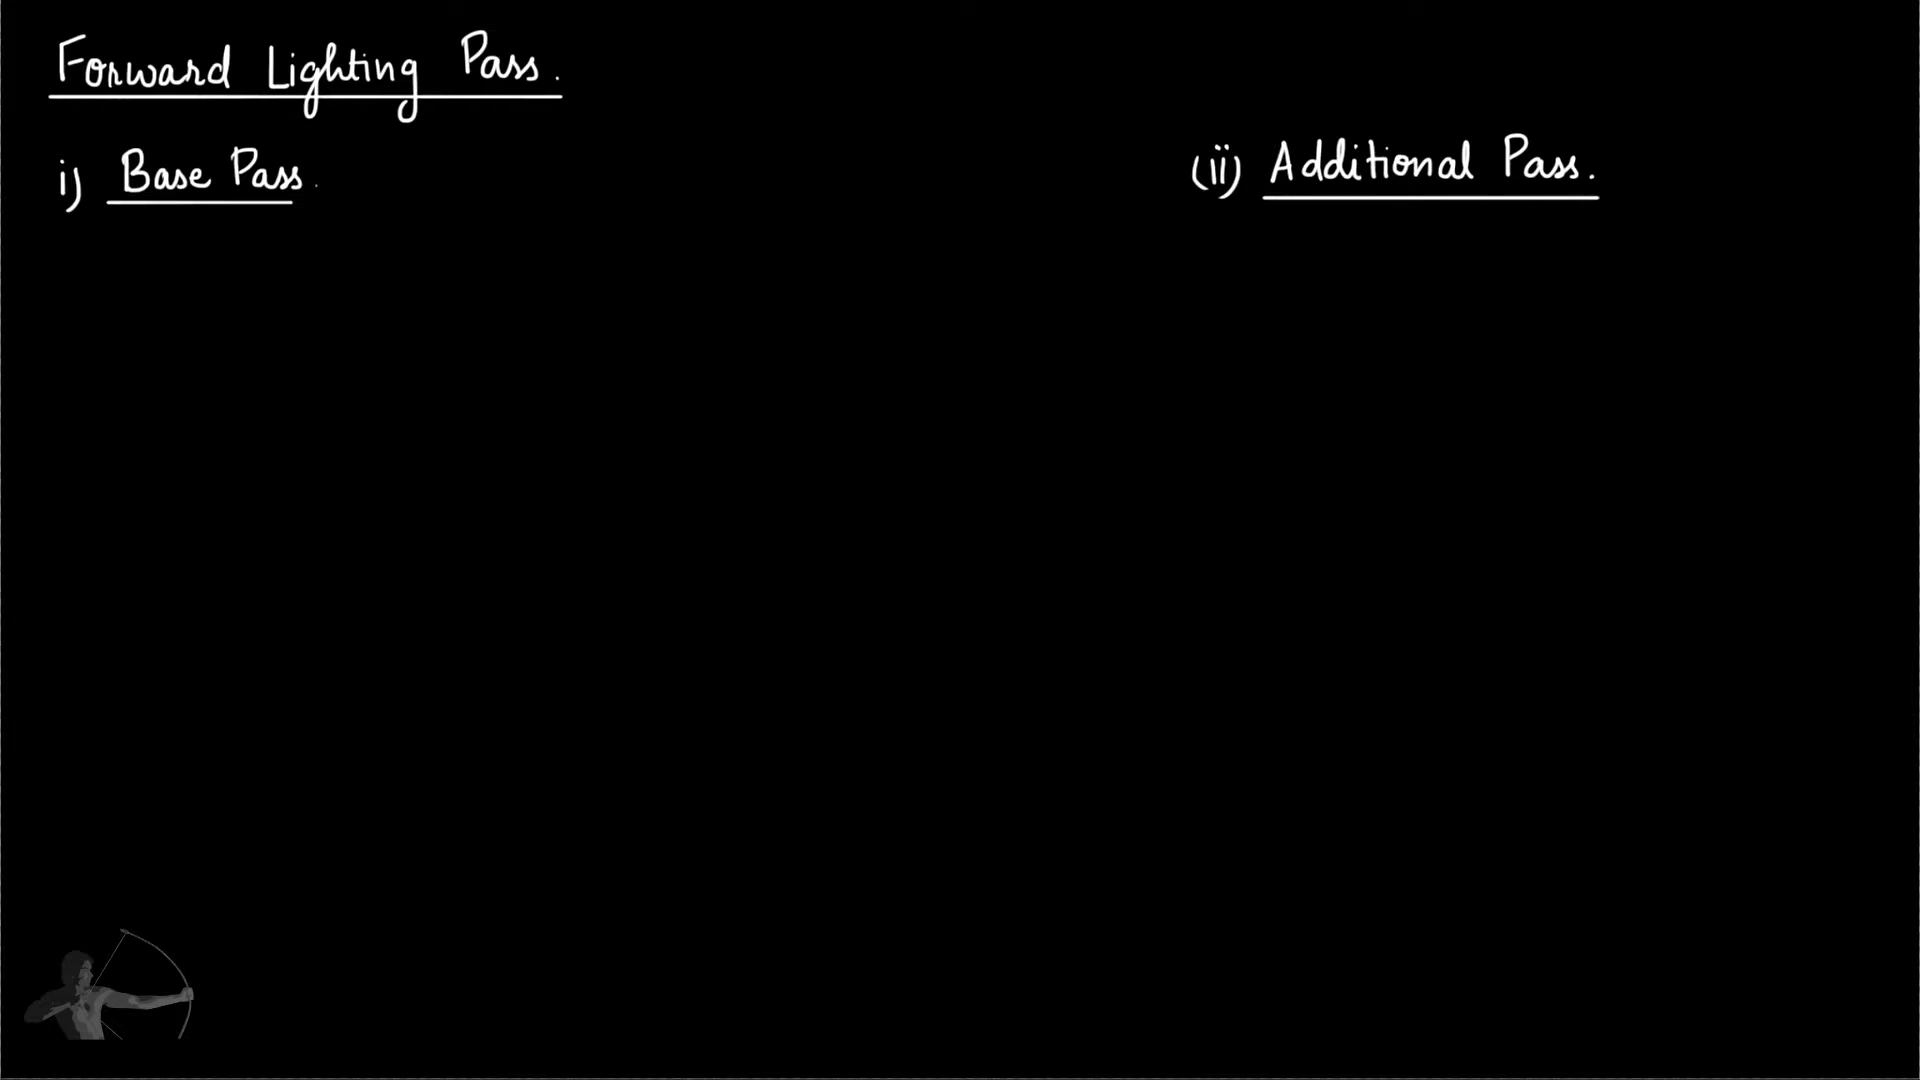 Forward Lighting Pass.
i) Base Pass.
(ii) Additional Pass.